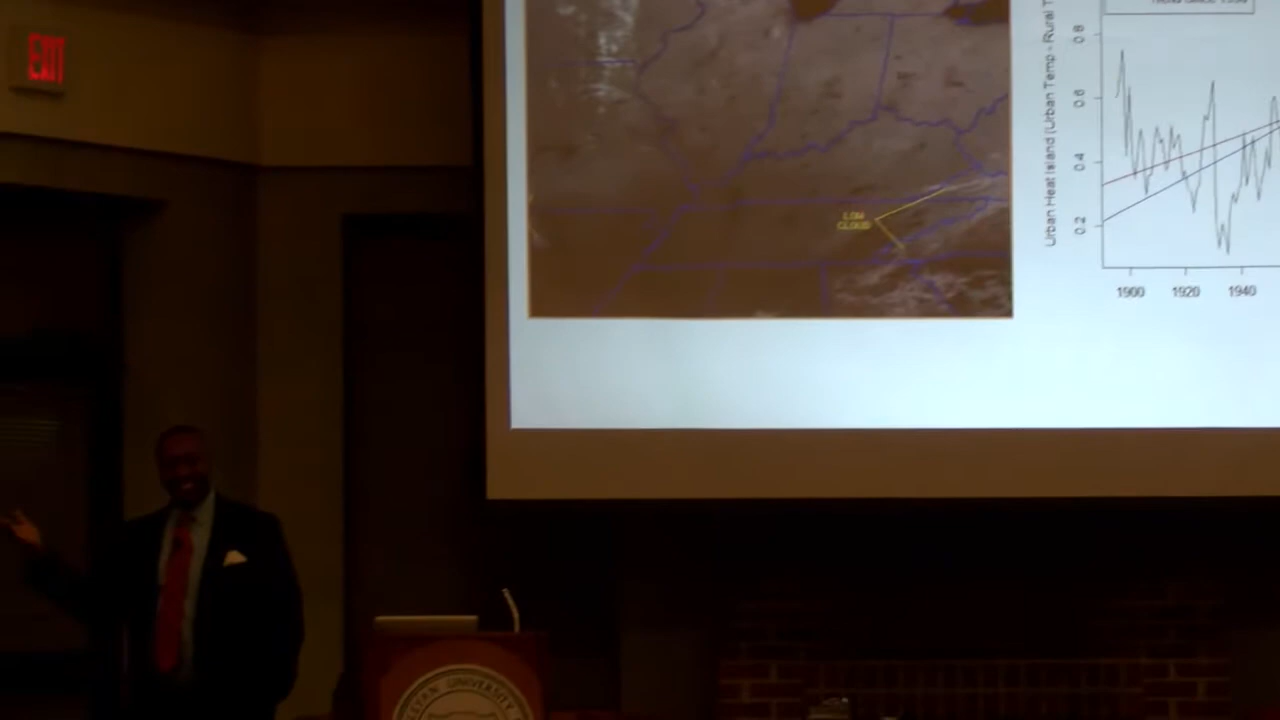 EXIT
LOW
CLOUD
Urban Heat Island (Urban Temp - Rural T
0.8
0.6
0.4
0.2
1900 1920 1940
UNIVERSITY